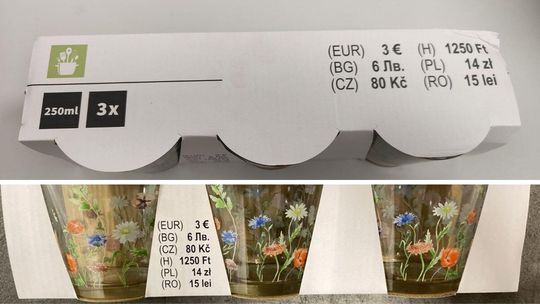 (EUR) 3 € (H) 1250 Ft
(BG) 6 Лв. (PL) 14 zł
(CZ) 80 Kč (RO) 15 lei
250ml 3x
(EUR) 3 €
(BG) 6 Лв.
(CZ) 80 Kč
(H) 1250 Ft
(PL) 14 zł
(RO) 15 lei